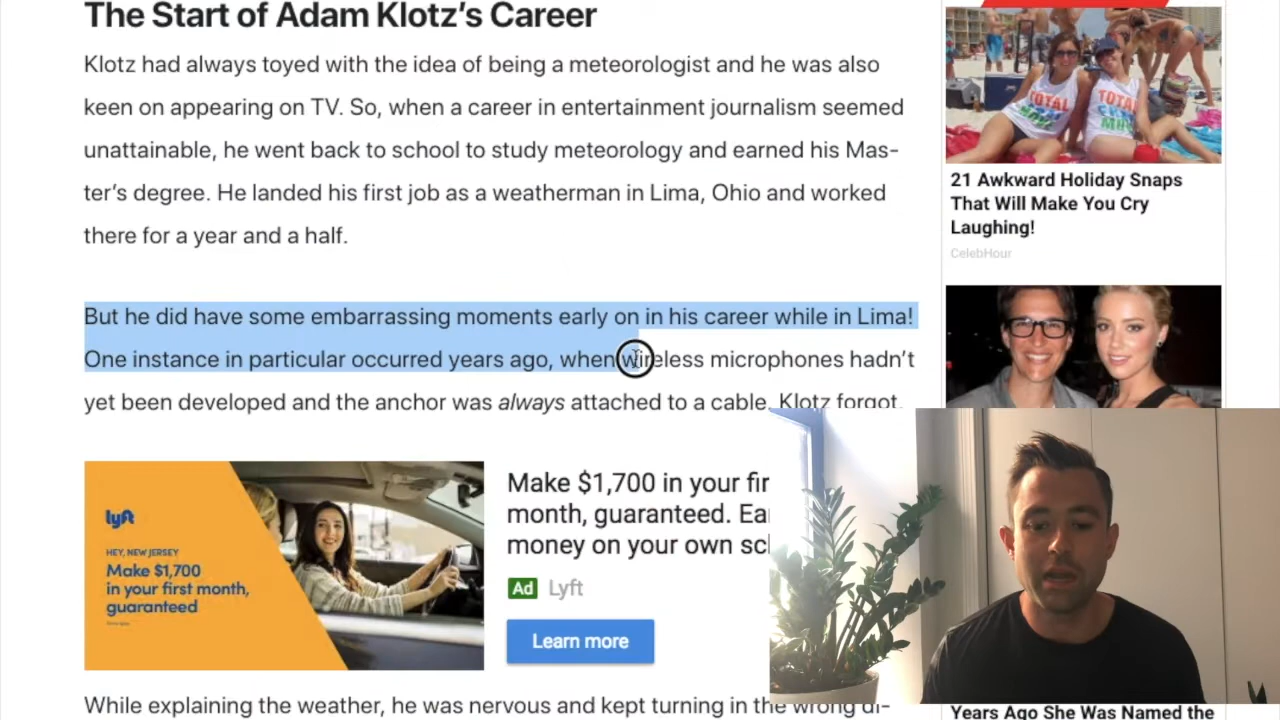 The Start of Adam Klotz's Career
Klotz had always toyed with the idea of being a meteorologist and he was also
keen on appearing on TV. So, when a career in entertainment journalism seemed
unattainable, he went back to school to study meteorology and earned his Mas-
ter's degree. He landed his first job as a weatherman in Lima, Ohio and worked
there for a year and a half.
But he did have some embarrassing moments early on in his career while in Lima!
One instance in particular occurred years ago, when wireless microphones hadn't
yet been developed and the anchor was always attached to a cable. Klotz forgot,
lyft
HEY, NEW JERSEY
Make $1,700
in your first month,
guaranteed
Make $1,700 in your fir
month, guaranteed. Ea
money on your own scl
Ad Lyft
Learn more
While explaining the weather, he was nervous and kept turning in the wrong di-
TOTAL
TOTAL
21 Awkward Holiday Snaps
That Will Make You Cry
Laughing!
CelebHour
Years Ago She Was Named the